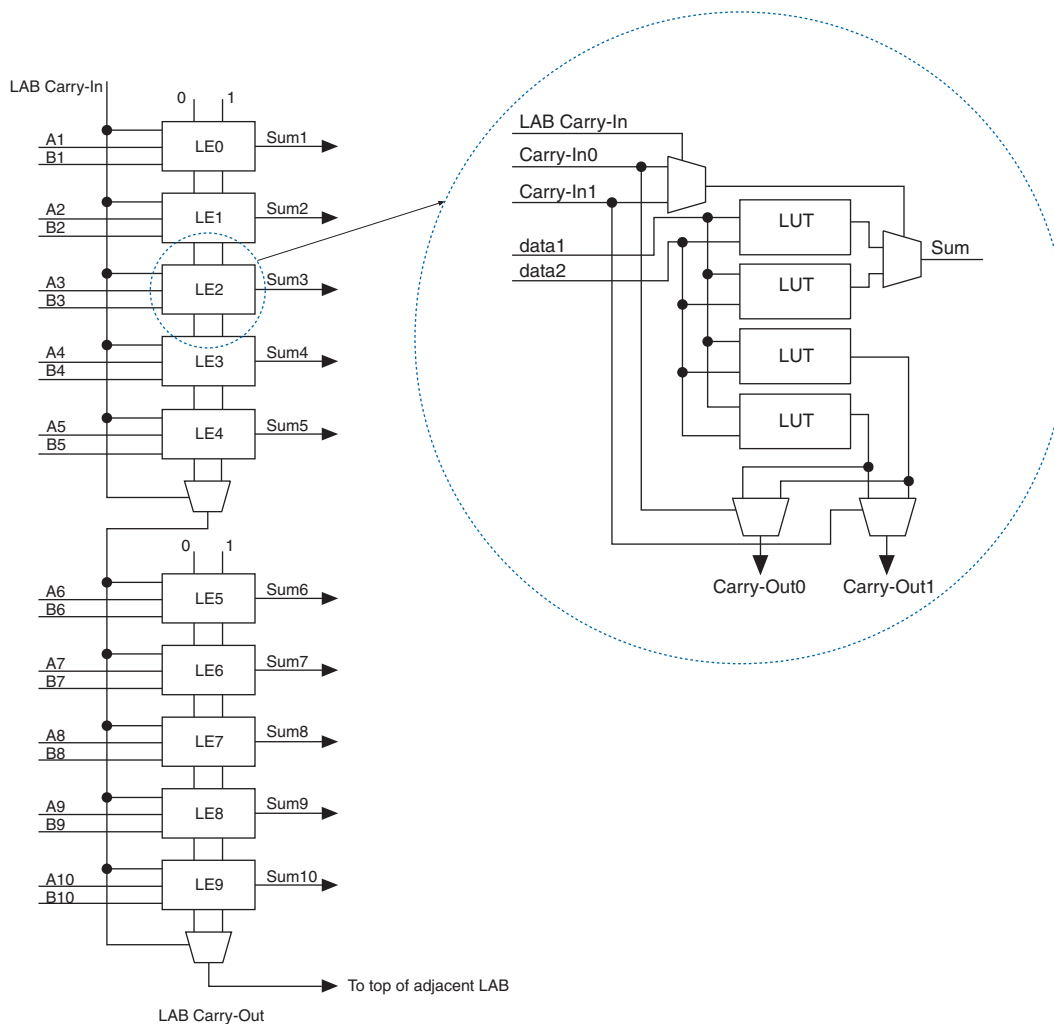 LAB Carry-In
0 1
A1
B1
LE0
Sum1
A2
B2
LE1
Sum2
A3
B3
LE2
Sum3
A4
B4
LE3
Sum4
A5
B5
LE4
Sum5
0 1
A6
B6
LE5
Sum6
A7
B7
LE6
Sum7
A8
B8
LE7
Sum8
A9
B9
LE8
Sum9
A10
B10
LE9
Sum10
To top of adjacent LAB
LAB Carry-Out
LAB Carry-In
Carry-In0
Carry-In1
data1
data2
LUT
LUT
LUT
LUT
Sum
Carry-Out0
Carry-Out1